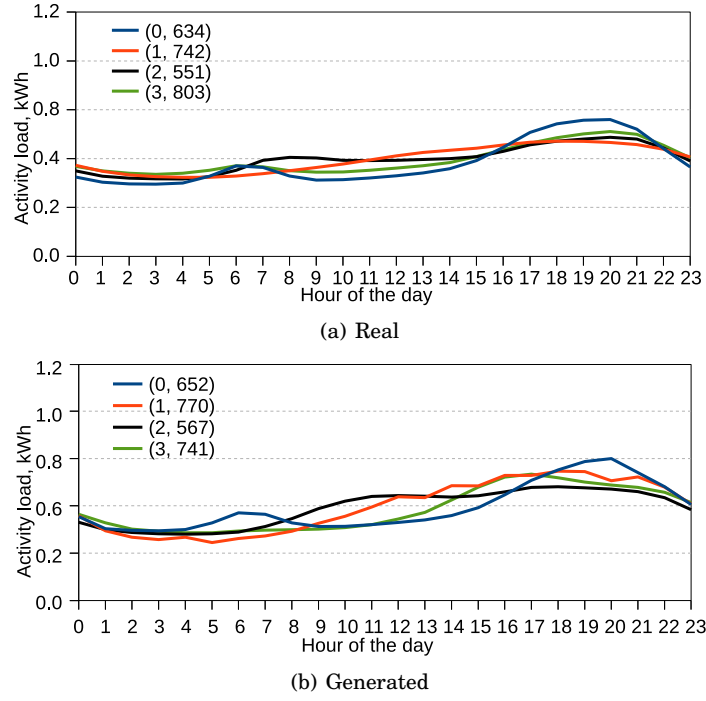 1.2
1.0
0.8
0.4
0.2
0.0
Activity load, kWh
(0, 634)
(1, 742)
(2, 551)
(3, 803)
0 1 2 3 4 5 6 7 8 9 10 11 12 13 14 15 16 17 18 19 20 21 22 23
Hour of the day
(a) Real
1.2
1.0
0.8
0.6
0.2
0.0
Activity load, kWh
(0, 652)
(1, 770)
(2, 567)
(3, 741)
0 1 2 3 4 5 6 7 8 9 10 11 12 13 14 15 16 17 18 19 20 21 22 23
Hour of the day
(b) Generated